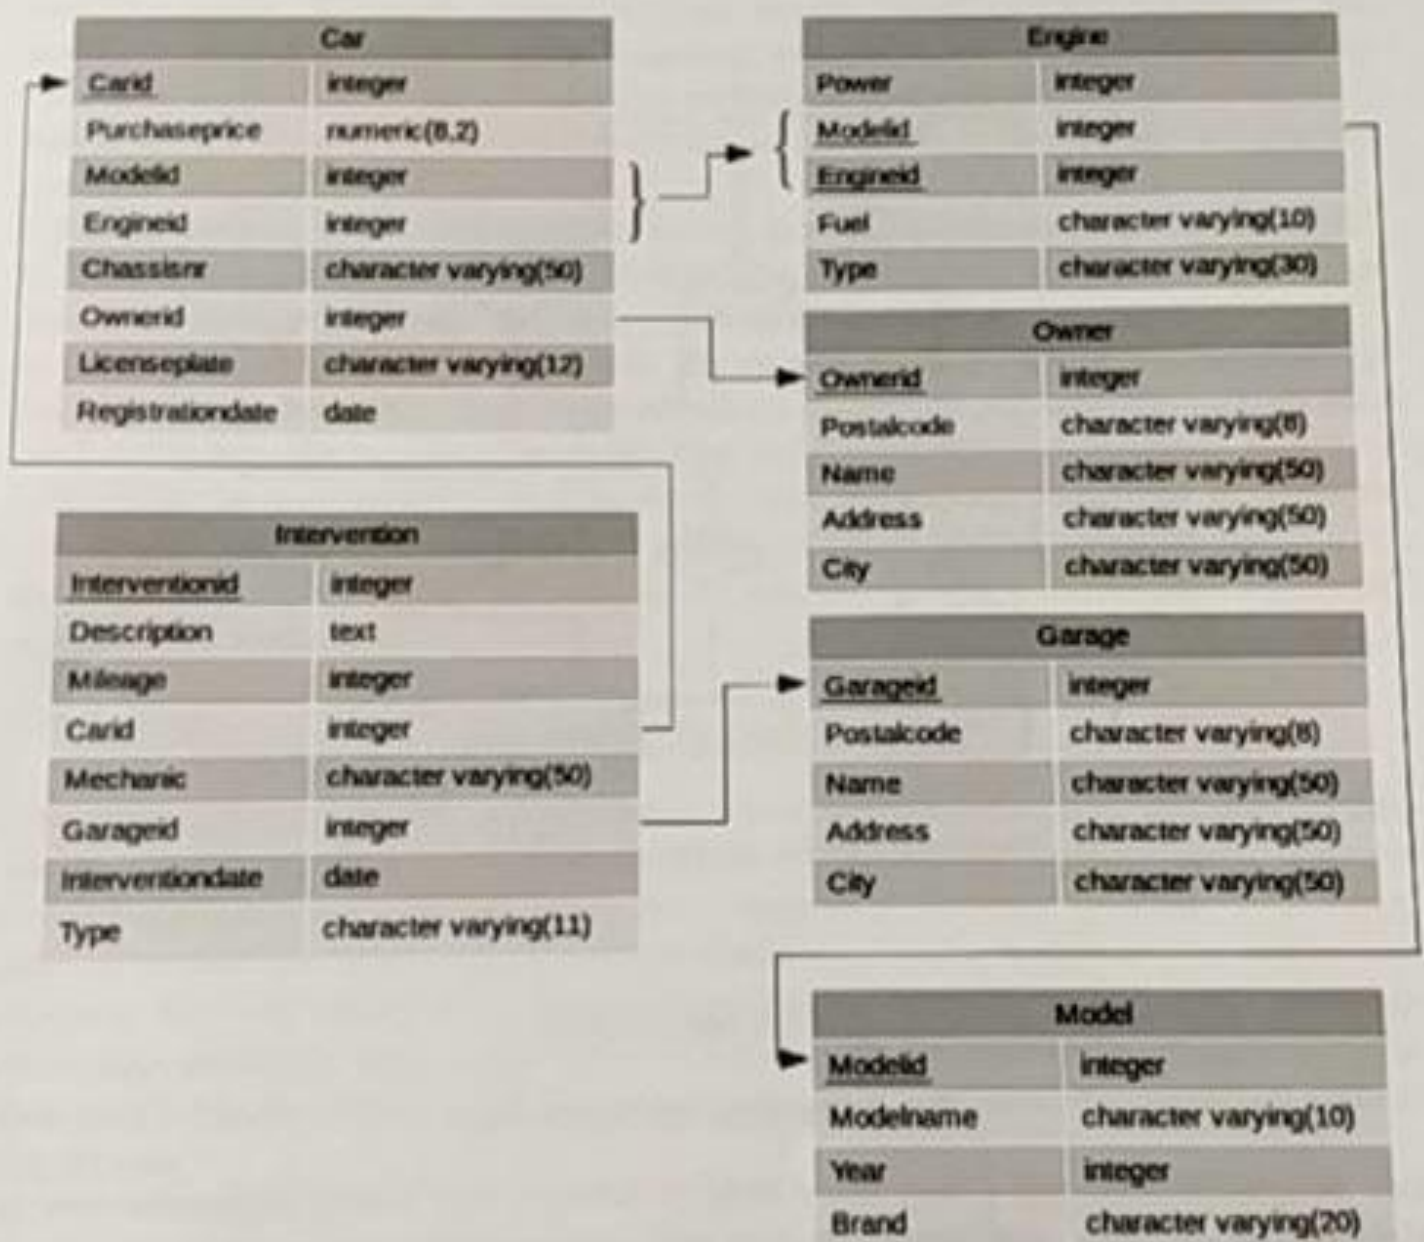 Car
Carid integer
Purchaseprice numeric(8,2)
Modelid integer
Engineid integer
Chassisnr character varying(50)
Ownerid integer
Licenseplate character varying(12)
Registrationdate date
Intervention
Interventionid integer
Description text
Mileage integer
Carid integer
Mechanic character varying(50)
Garageid integer
Interventiondate date
Type character varying(11)
Engine
Power integer
Modelid integer
Engineid integer
Fuel character varying(10)
Type character varying(30)
Owner
Ownerid integer
Postalcode character varying(8)
Name character varying(50)
Address character varying(50)
City character varying(50)
Garage
Garageid integer
Postalcode character varying(8)
Name character varying(50)
Address character varying(50)
City character varying(50)
Model
Modelid integer
Modelname character varying(10)
Year integer
Brand character varying(20)